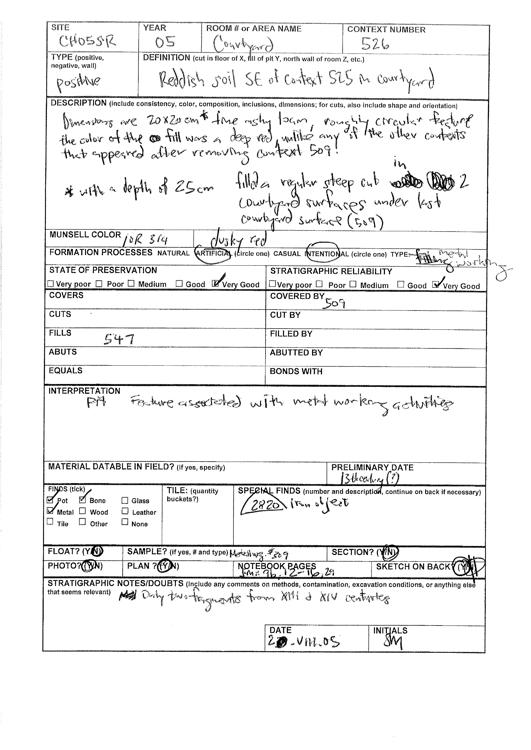 SITE YEAR ROOM # or AREA NAME CONTEXT NUMBER
CH05SR 05 Courtyard 526
TYPE (positive, negative, wall) DEFINITION (cut in floor of X, fill of pit Y, north wall of room Z, etc.)
positive Reddish soil SE of context 525 in courtyard
DESCRIPTION (include consistency, color, composition, inclusions, dimensions; for cuts, also include shape and orientation)
Dimensions are 20x20cm* fine ashy loam, roughly circular feature
the color of the fill was a deep red, unlike any of the other contexts
that appeared after removing context 509.
* with a depth of 25cm filled a regular steep cut in 2
courtyard surfaces under last
courtyard surface (509)
MUNSELL COLOR 10R 3/4 dusky red
FORMATION PROCESSES NATURAL ARTIFICIAL (circle one) CASUAL INTENTIONAL (circle one) TYPE: metal working
STATE OF PRESERVATION STRATIGRAPHIC RELIABILITY
Very poor Poor Medium Good Very Good Very poor Poor Medium Good Very Good
COVERS COVERED BY 509
CUTS CUT BY
FILLS 547 FILLED BY
ABUTS ABUTTED BY
EQUALS BONDS WITH
INTERPRETATION
Pit Feature associated with metal working activities
MATERIAL DATABLE IN FIELD? (if yes, specify) PRELIMINARY DATE
13th century (?)
FINDS (tick) TILE: (quantity buckets?) SPECIAL FINDS (number and description, continue on back if necessary)
Pot Bone Glass 2820 iron object
Metal Wood Leather
Tile Other None
FLOAT? (Y/N) SAMPLE? (if yes, # and type) #309 SECTION? (Y/N)
PHOTO? (Y/N) PLAN ? (Y/N) NOTEBOOK PAGES SKETCH ON BACK? (Y/N)
STRATIGRAPHIC NOTES/DOUBTS (Include any comments on methods, contamination, excavation conditions, or anything else that seems relevant)
Only two fragments from XIII & XIV centuries
DATE INITIALS
20-VIII-05 SM